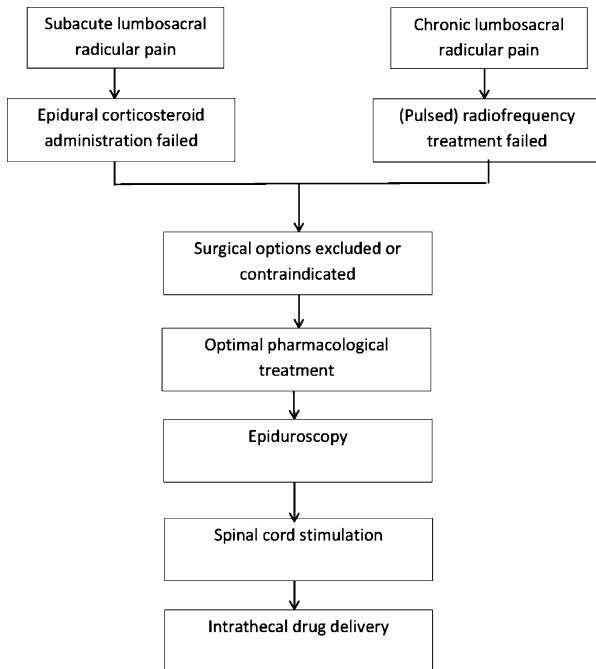 Subacute lumbosacral
radicular pain
Chronic lumbosacral
radicular pain
Epidural corticosteroid
administration failed
(Pulsed) radiofrequency
treatment failed
Surgical options excluded or
contraindicated
Optimal pharmacological
treatment
Epiduroscopy
Spinal cord stimulation
Intrathecal drug delivery